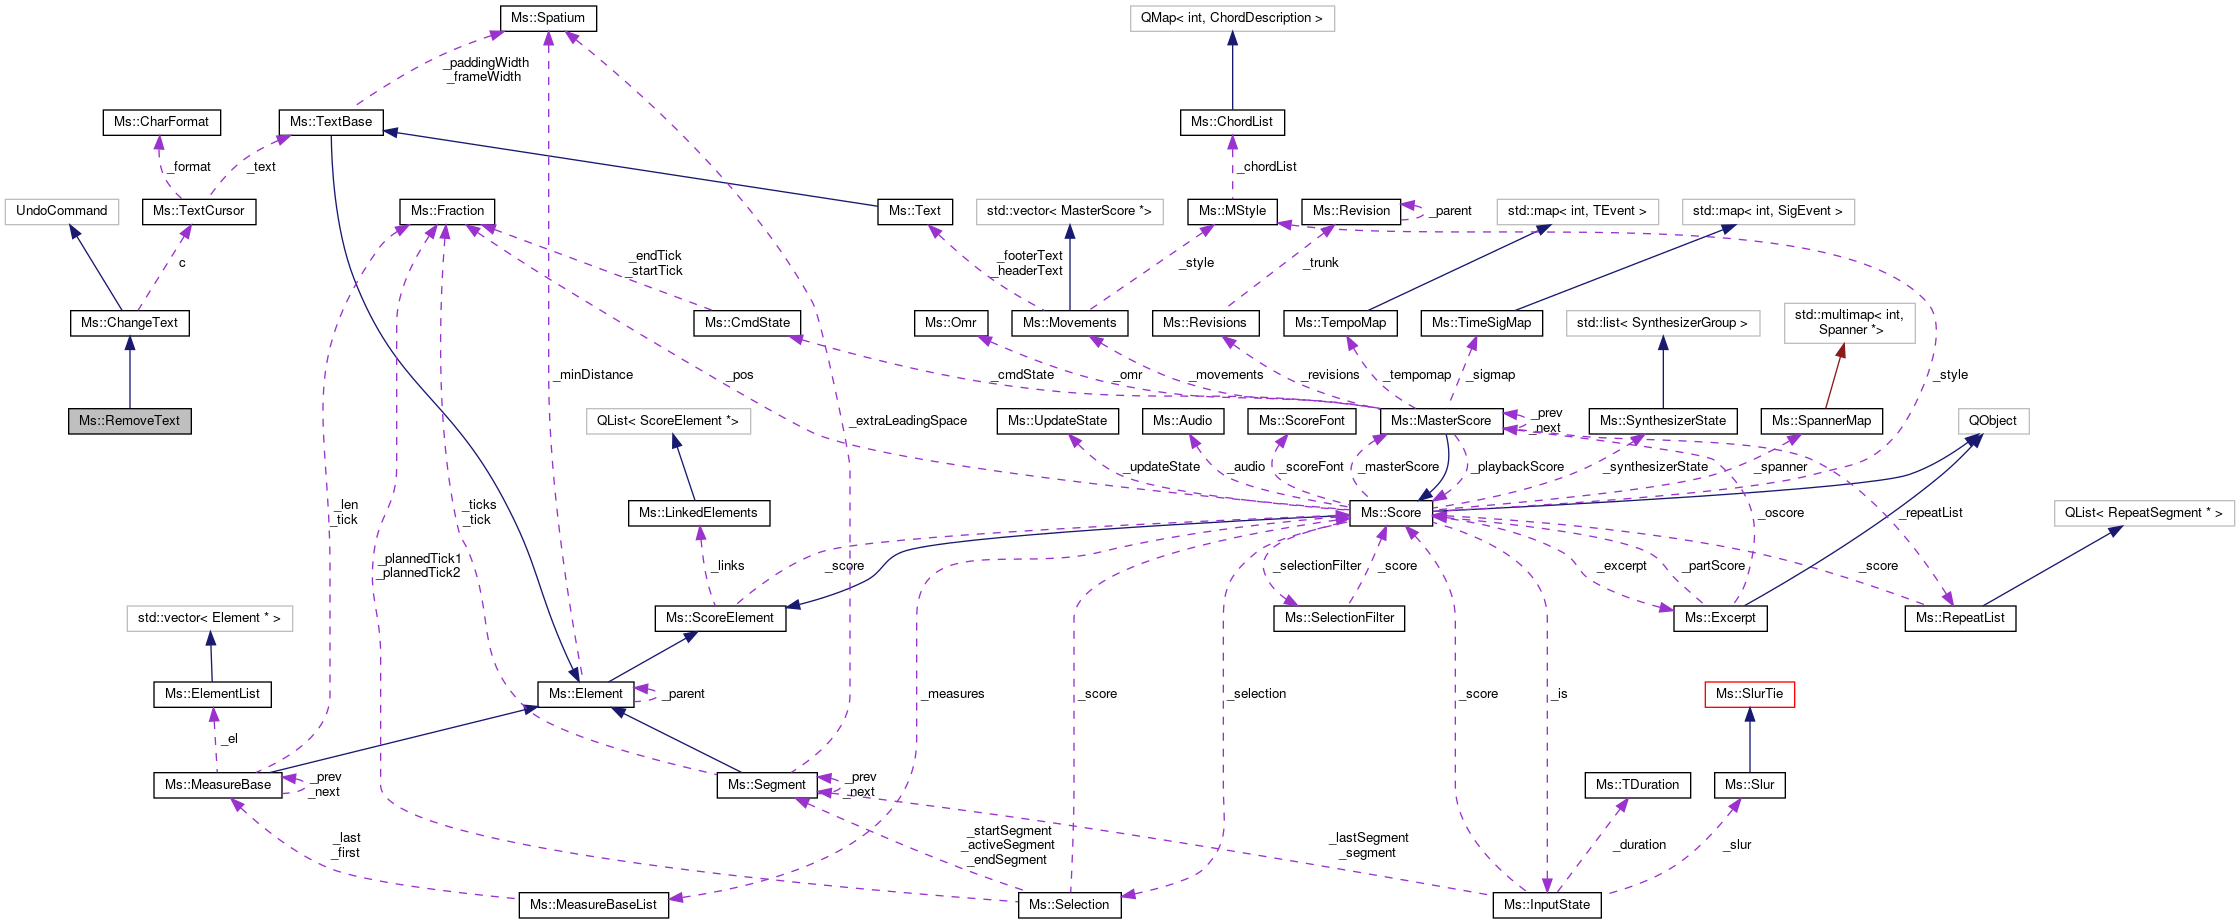 Ms::Spatium
QMap< int, ChordDescription >
_paddingWidth
_frameWidth
Ms::CharFormat
Ms::TextBase
Ms::ChordList
_format
_text
_chordList
UndoCommand
Ms::TextCursor
Ms::Fraction
Ms::Text
std::vector< MasterScore *>
Ms::MStyle
Ms::Revision
_parent
std::map< int, TEvent >
std::map< int, SigEvent >
c
_endTick
_startTick
_footerText
_headerText
_style
_trunk
Ms::ChangeText
Ms::CmdState
Ms::Omr
Ms::Movements
Ms::Revisions
Ms::TempoMap
Ms::TimeSigMap
std::list< SynthesizerGroup >
std::multimap< int,
Spanner *>
_minDistance
_pos
_cmdState
_omr
_movements
_revisions
_tempomap
_sigmap
_style
Ms::RemoveText
QList< ScoreElement *>
_extraLeadingSpace
Ms::UpdateState
Ms::Audio
Ms::ScoreFont
Ms::MasterScore
_prev
_next
Ms::SynthesizerState
Ms::SpannerMap
QObject
_updateState
_audio
_scoreFont
_masterScore
_playbackScore
_synthesizerState
_spanner
_len
_tick
_ticks
_tick
Ms::LinkedElements
Ms::Score
_oscore
_repeatList
QList< RepeatSegment * >
_plannedTick1
_plannedTick2
_links
_score
_selectionFilter
_score
_excerpt
_partScore
_score
std::vector< Element * >
Ms::ScoreElement
Ms::SelectionFilter
Ms::Excerpt
Ms::RepeatList
Ms::ElementList
Ms::Element
_parent
_measures
_score
_selection
_score
_is
Ms::SlurTie
_el
Ms::MeasureBase
_prev
_next
Ms::Segment
_prev
_next
Ms::TDuration
Ms::Slur
_last
_first
_startSegment
_activeSegment
_endSegment
_lastSegment
_segment
_duration
_slur
Ms::MeasureBaseList
Ms::Selection
Ms::InputState